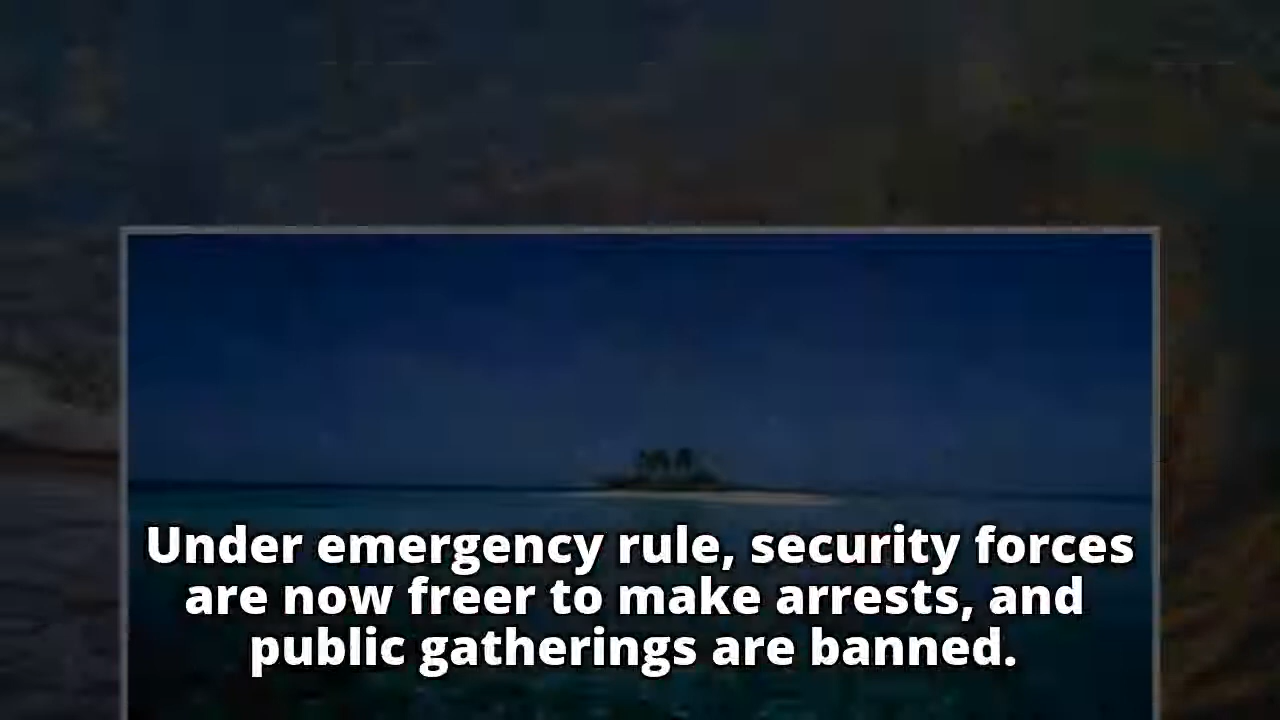 Under emergency rule, security forces
are now freer to make arrests, and
public gatherings are banned.